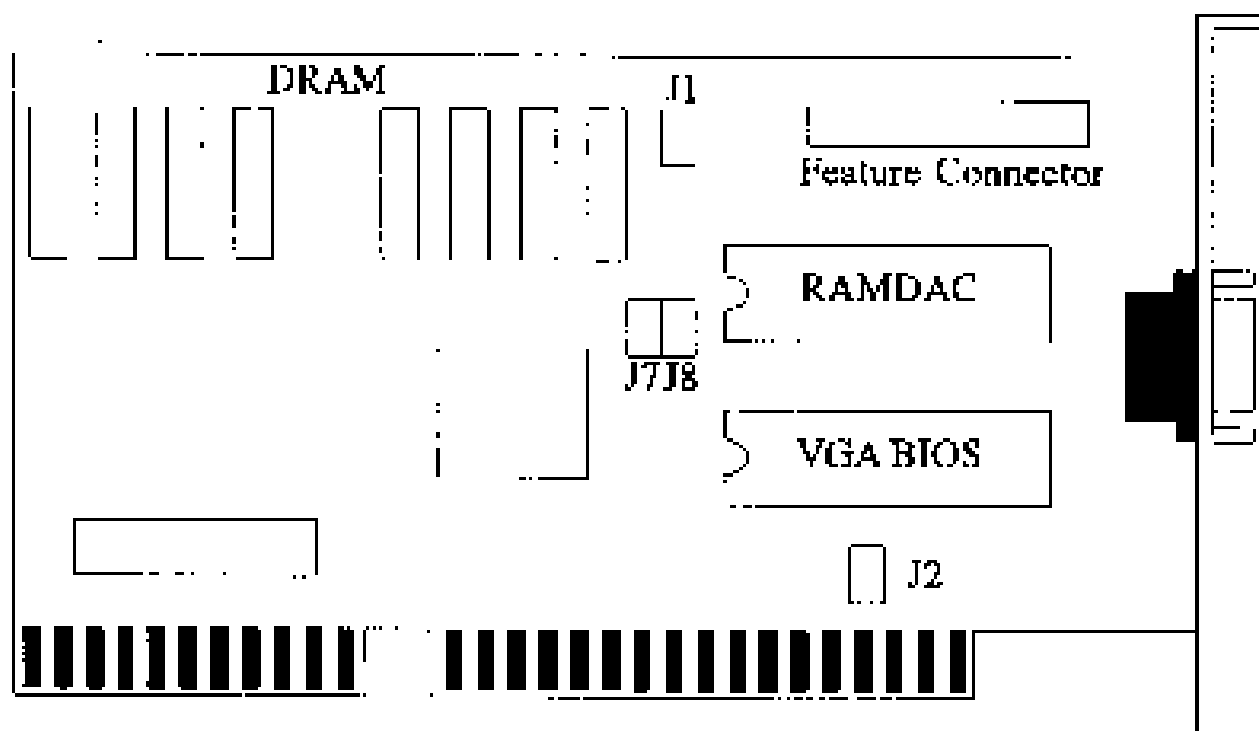 DRAM
J1
Feature Connector
RAMDAC
J7J8
VGA BIOS
J2